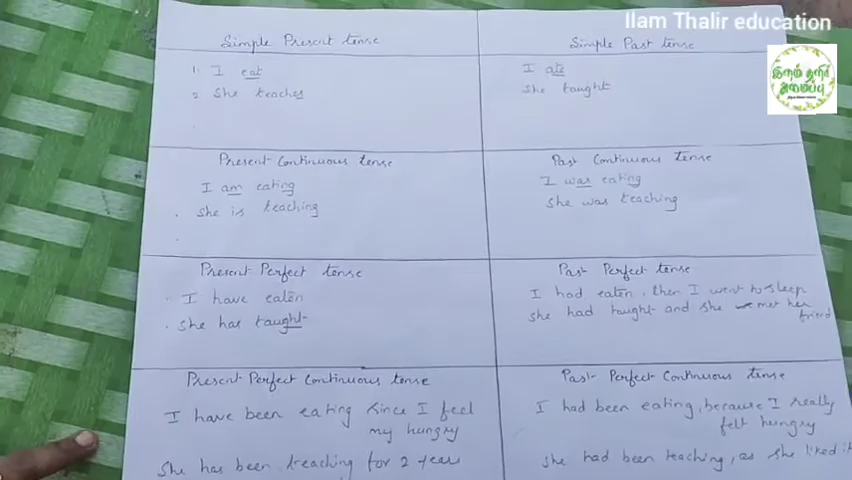 Ilam Thalir education
இளம் தளிர்
அமைப்பு
Simple Present tense
1. I eat
2. She teaches
Simple Past tense
I ate
She taught
Present Continuous tense
I am eating
She is teaching
Past Continuous tense
I was eating
She was teaching
Present Perfect tense
I have eaten
She has taught
Past Perfect tense
I had eaten, then I went to sleep
She had taught and she met her
friend
Present Perfect Continuous tense
I have been eating since I feel
my hungry
She has been treaching for 2 years
Past Perfect Continuous tense
I had been eating, because I really
felt hungry
She had been teaching, as she liked it